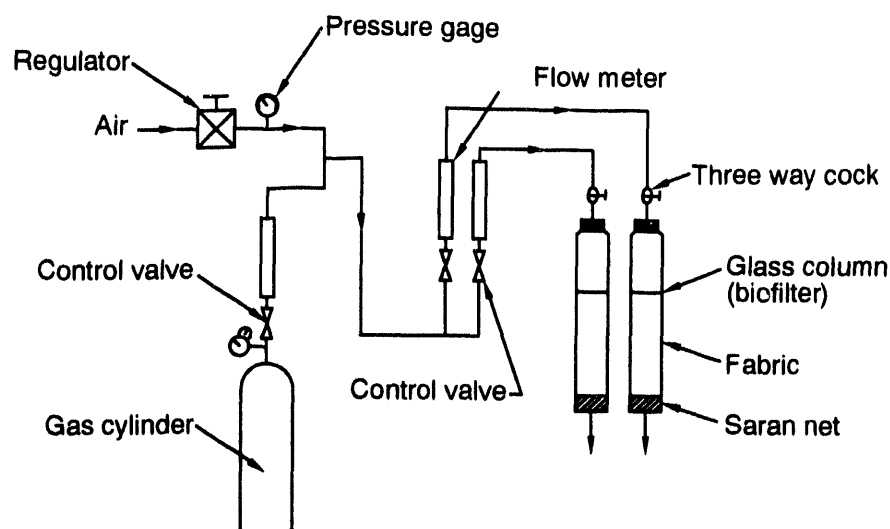 Pressure gage
Regulator
Flow meter
Air
Three way cock
Control valve
Glass column
(biofilter)
Fabric
Control valve
Gas cylinder
Saran net